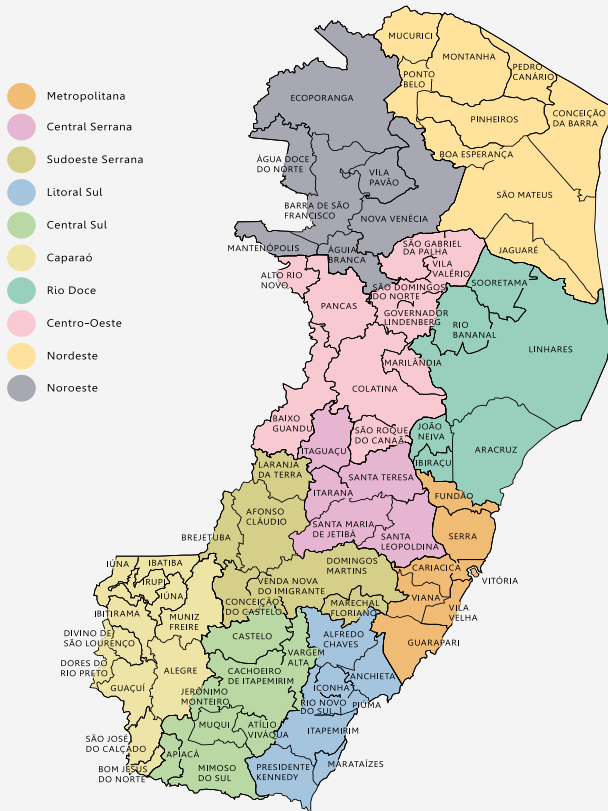 Metropolitana
Central Serrana
Sudoeste Serrana
Litoral Sul
Central Sul
Caparaó
Rio Doce
Centro-Oeste
Nordeste
Noroeste
MUCURICI
MONTANHA
PEDRO
CANÁRIO
PONTO
BELO
ECOPORANGA
PINHEIROS
CONCEIÇÃO
DA BARRA
BOA ESPERANÇA
ÁGUA DOCE
DO NORTE
VILA
PAVÃO
SÃO MATEUS
BARRA DE SÃO
FRANCISCO
NOVA VENÉCIA
MANTENÓPOLIS
ÁGUIA
BRANCA
SÃO GABRIEL
DA PALHA
JAGUARÉ
VILA
VALÉRIO
ALTO RIO
NOVO
SOORETAMA
SÃO DOMINGOS
DO NORTE
PANCAS
GOVERNADOR
LINDENBERG
RIO
BANANAL
LINHARES
MARILÂNDIA
COLATINA
BAIXO
GUANDU
SÃO ROQUE
DO CANAÃ
JOÃO
NEIVA
ARACRUZ
ITAGUAÇU
IBIRAÇU
LARANJA
DA TERRA
SANTA TERESA
ITARANA
FUNDÃO
AFONSO
CLÁUDIO
SANTA MARIA
DE JETIBÁ
SANTA
LEOPOLDINA
SERRA
BREJETUBA
DOMINGOS
MARTINS
CARIACICA
VITÓRIA
IÚNA
IBATIBA
IRUPI
IÚNA
VENDA NOVA
DO IMIGRANTE
VIANA
VILA
VELHA
IBITIRAMA
MUNIZ
FREIRE
CONCEIÇÃO
DO CASTELO
MARECHAL
FLORIANO
DIVINO DE
SÃO LOURENÇO
CASTELO
ALFREDO
CHAVES
GUARAPARI
DORES DO
RIO PRETO
VARGEM
ALTA
ALEGRE
CACHOEIRO
DE ITAPEMIRIM
ANCHIETA
GUAÇUÍ
JERÔNIMO
MONTEIRO
ICONHA
RIO NOVO
DO SUL
PIÚMA
MUQUI
ATÍLIO
VIVÁQUA
ITAPEMIRIM
SÃO JOSÉ
DO CALÇADO
APIACÁ
BOM JESUS
DO NORTE
MIMOSO
DO SUL
PRESIDENTE
KENNEDY
MARATAÍZES